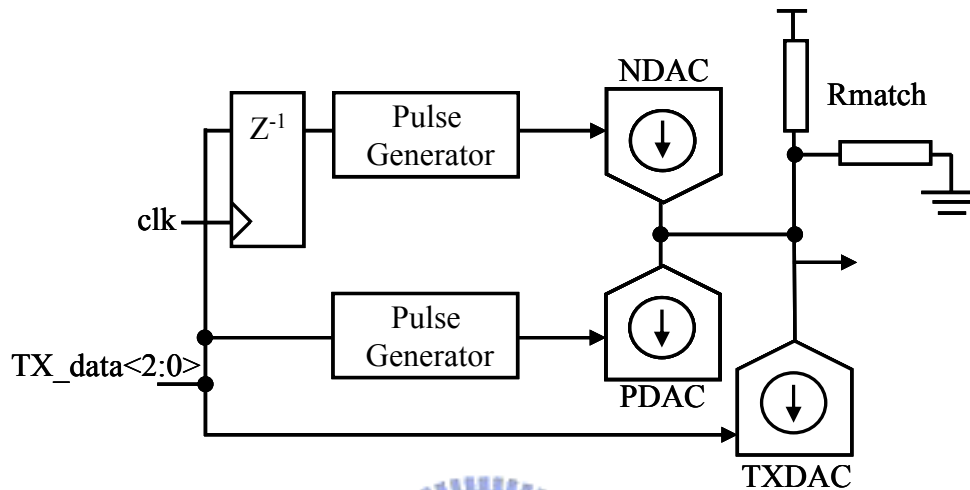 NDAC
Rmatch
Z-1
Pulse
Generator
clk
Pulse
Generator
TX_data<2:0>
PDAC
TXDAC